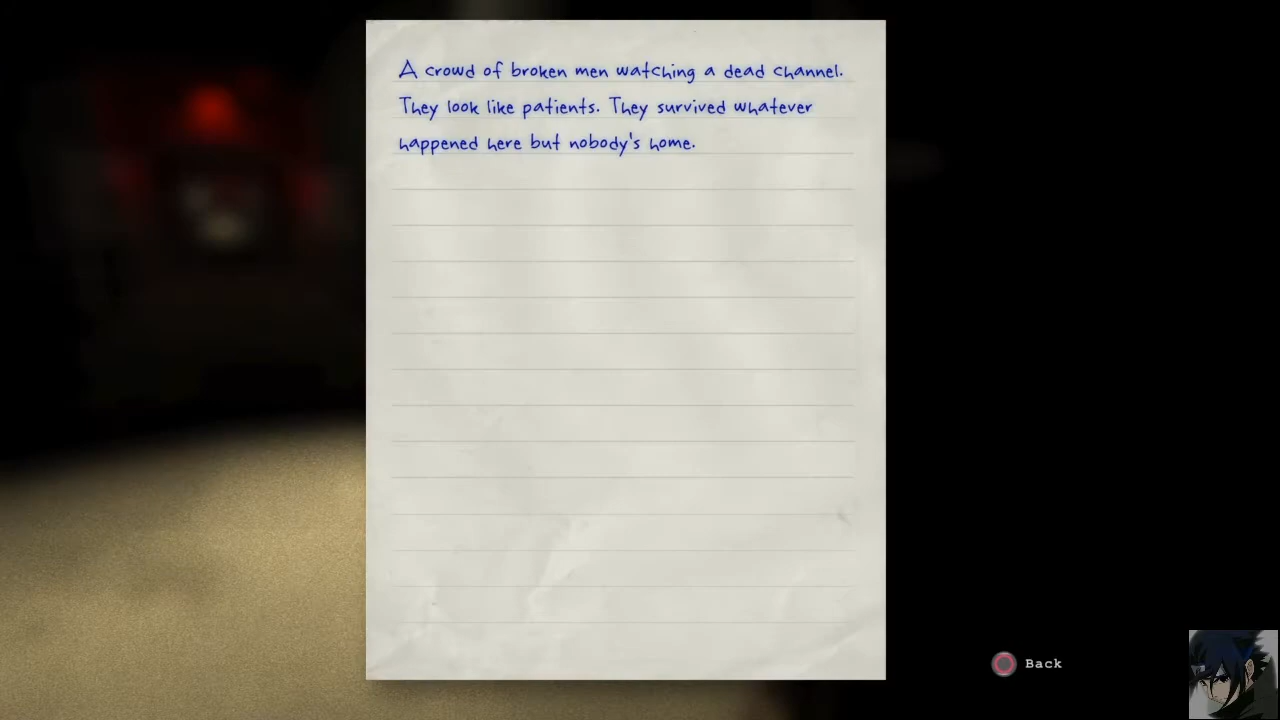 A crowd of broken men watching a dead channel.
They look like patients. They survived whatever
happened here but nobody's home.
Back